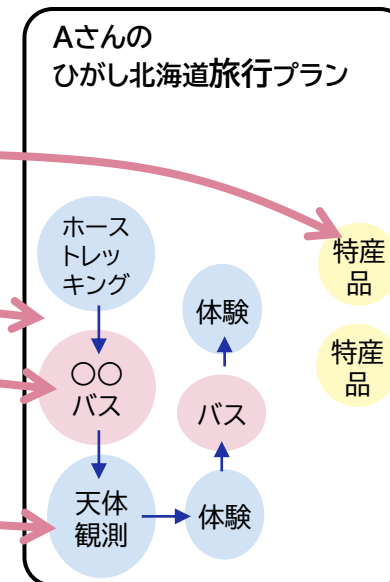 Aさんの
ひがし北海道旅行プラン
ホース
トレッ
キング
〇〇
バス
天体
観測
体験
バス
体験
特産
品
特産
品